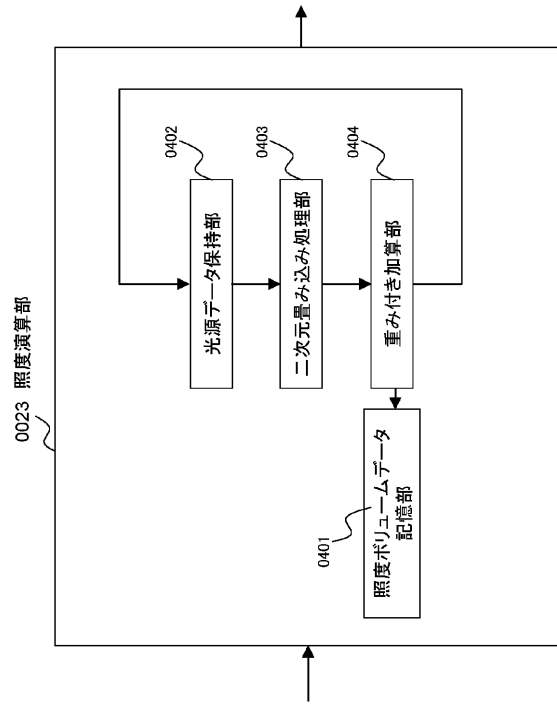 0023 照度演算部
0402
光源データ保持部
0403
二次元畳み込み処理部
0404
重み付き加算部
0401
照度ボリュームデータ
記憶部